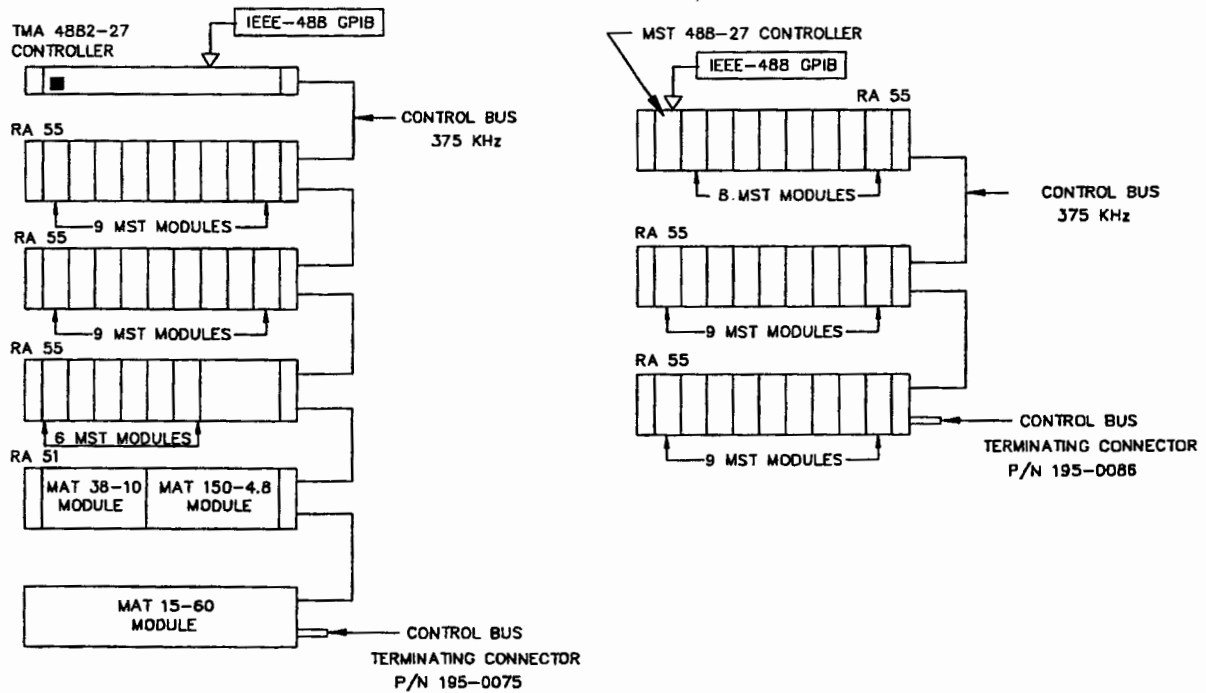 TMA 4882-27
CONTROLLER
IEEE-488 GPIB
RA 55
CONTROL BUS
375 KHz
9 MST MODULES
RA 55
9 MST MODULES
RA 55
6 MST MODULES
RA 51
MAT 38-10
MODULE
MAT 150-4.8
MODULE
MAT 15-60
MODULE
CONTROL BUS
TERMINATING CONNECTOR
P/N 195-0075
MST 488-27 CONTROLLER
IEEE-488 GPIB
RA 55
8 MST MODULES
CONTROL BUS
375 KHz
RA 55
9 MST MODULES
RA 55
9 MST MODULES
CONTROL BUS
TERMINATING CONNECTOR
P/N 195-0086